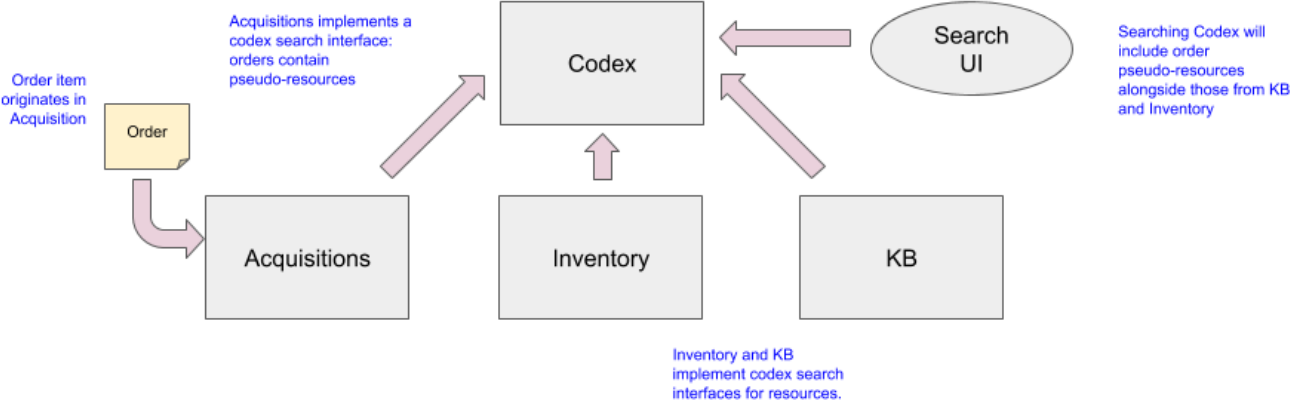 Acquisitions implements a
codex search interface:
orders contain
pseudo-resources
Codex
Search
UI
Searching Codex will
include order
pseudo-resources
alongside those from KB
and Inventory
Order item
originates in
Acquisition
Order
Acquisitions
Inventory
KB
Inventory and KB
implement codex search
interfaces for resources.